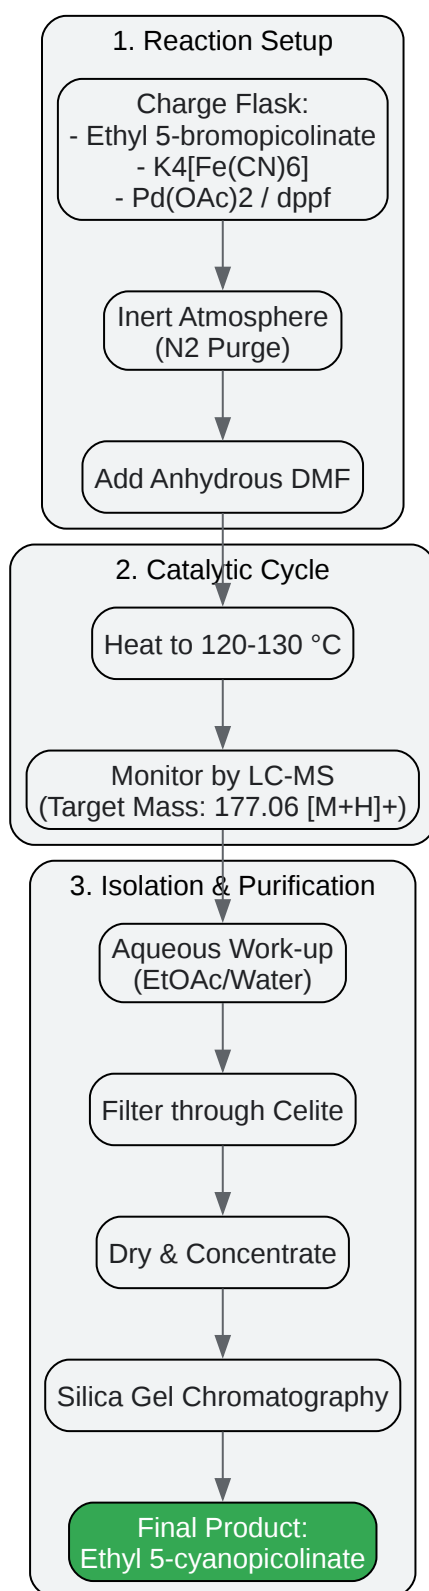 1. Reaction Setup
Charge Flask:
- Ethyl 5-bromopicolinate
- K4[Fe(CN)6]
- Pd(OAc)2 / dppf
Inert Atmosphere
(N2 Purge)
Add Anhydrous DMF
2. Catalytic Cycle
Heat to 120-130 °C
Monitor by LC-MS
(Target Mass: 177.06 [M+H]+)
3. Isolation & Purification
Aqueous Work-up
(EtOAc/Water)
Filter through Celite
Dry & Concentrate
Silica Gel Chromatography
Final Product:
Ethyl 5-cyanopicolinate